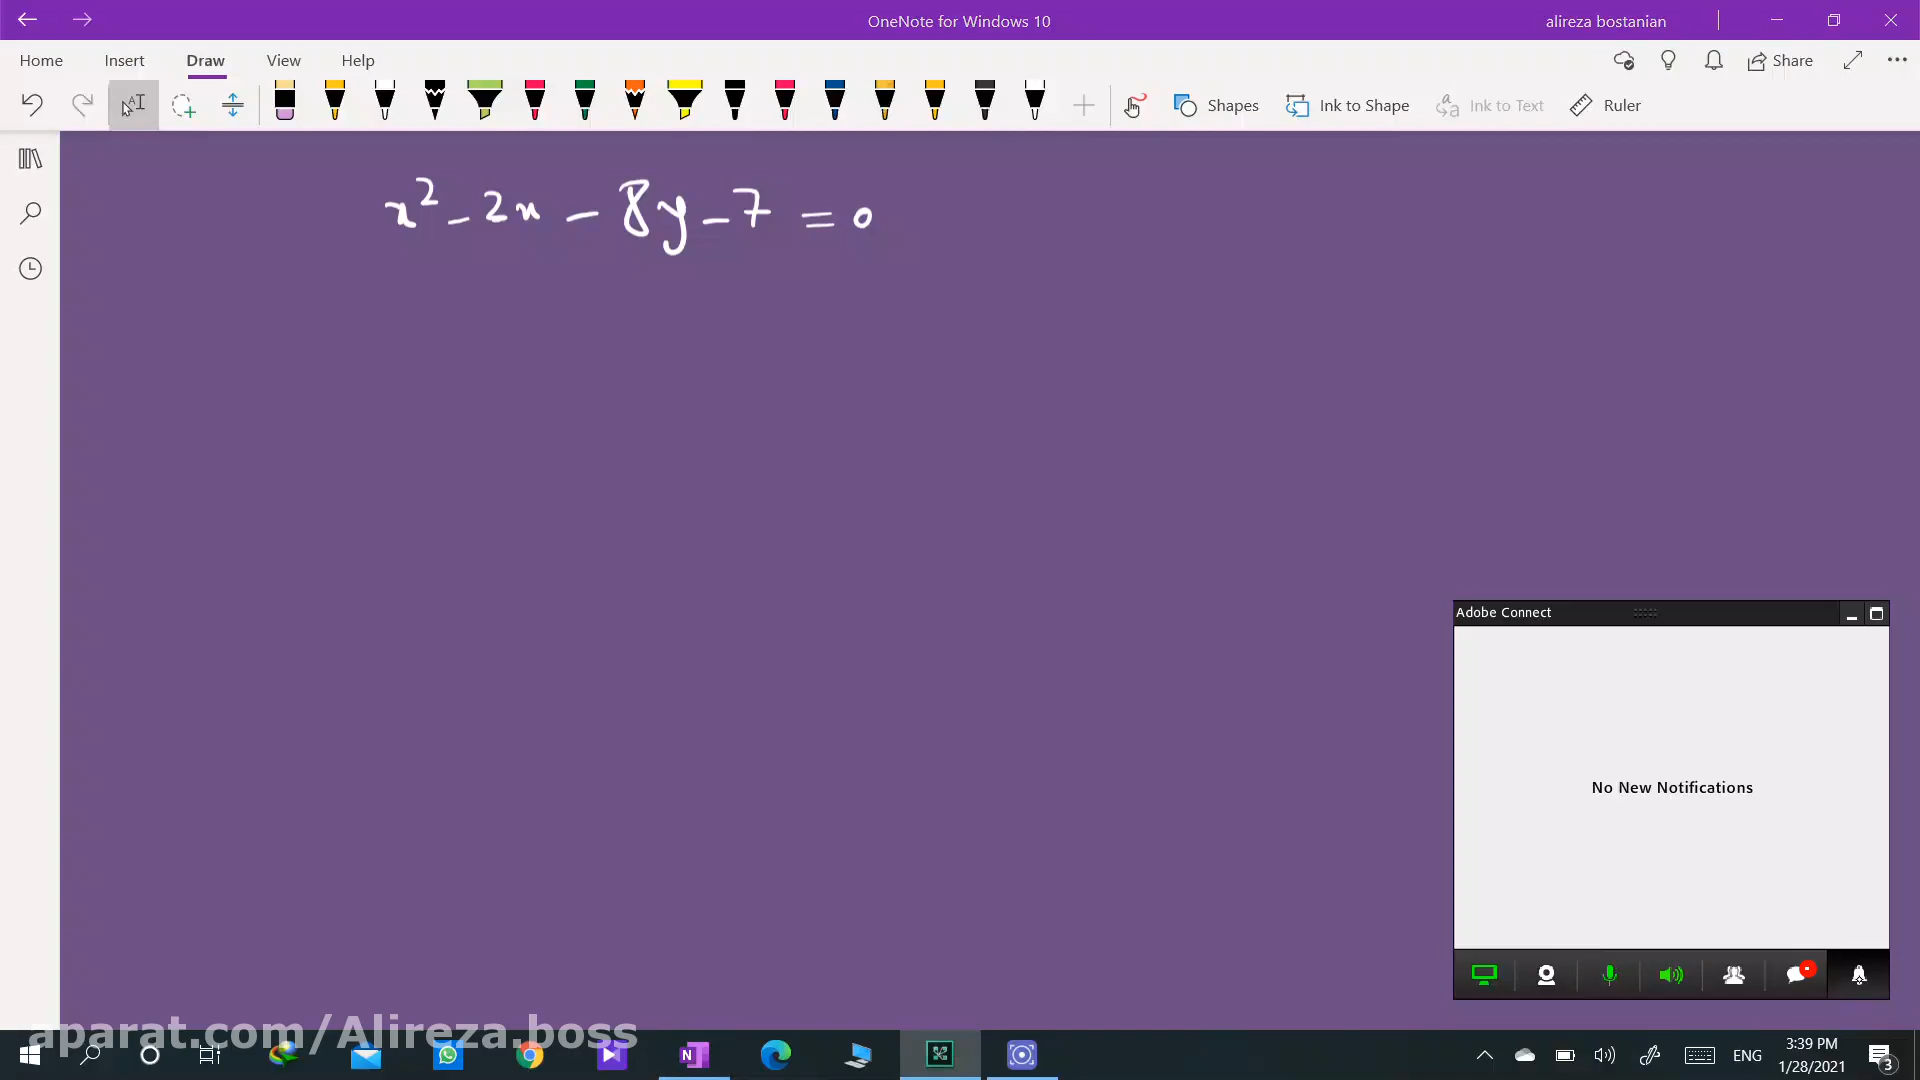 OneNote for Windows 10
alireza bostanian
Home Insert Draw View Help
Share
Shapes Ink to Shape Ink to Text Ruler
x² - 2x - 8y - 7 = 0
Adobe Connect
No New Notifications
aparat.com/Alireza.boss
ENG
3:39 PM
1/28/2021
3